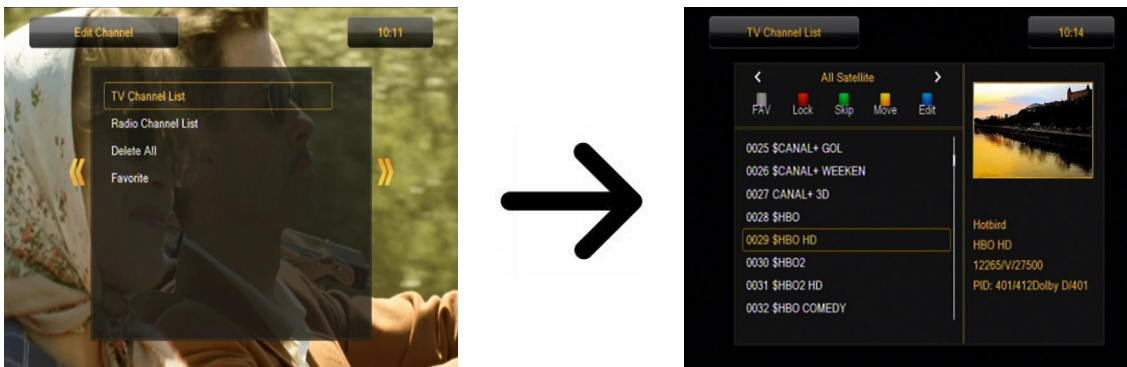 Edit Channel
10:11
TV Channel List
Radio Channel List
Delete All
Favorite
TV Channel List
10:14
All Satellite
FAV Lock Skip Move Edit
0025 $CANAL+ GOL
0026 $CANAL+ WEEKEN
0027 CANAL+ 3D
0028 $HBO
0029 $HBO HD
0030 $HBO2
0031 $HBO2 HD
0032 $HBO COMEDY
Hotbird
HBO HD
12265/V/27500
PID: 401/412Dolby D/401